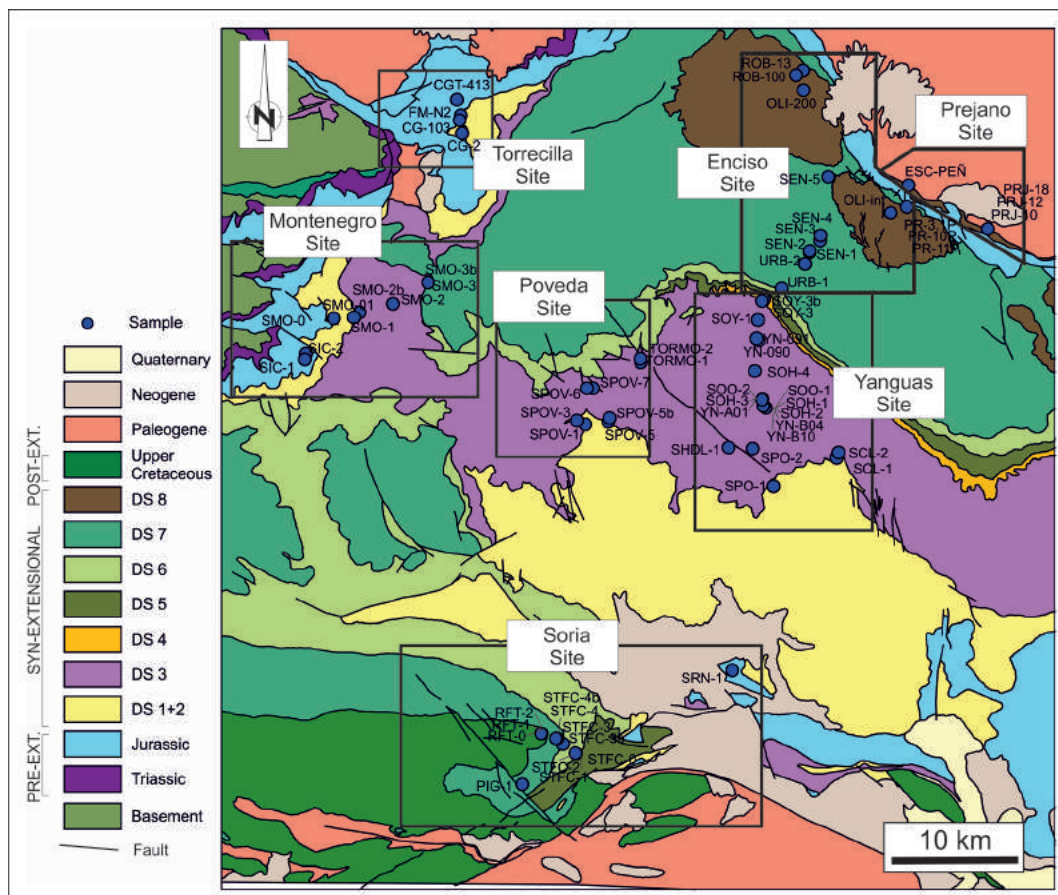 N
CGT-413
FM-N2
CG-103
CG-2
Torrecilla
Site
ROB-13
ROB-100
OLI-200
Prejano
Site
Enciso
Site
SEN-5
ESC-PEÑ
PRJ-18
PRJ-12
PRJ-10
OLI-int
SEN-4
SEN-3
SEN-2
SEN-1
URB-2
URB-1
Montenegro
Site
SMO-3b
SMO-3
SMO-2b
SMO-2
SMO-01
SMO-0
SMO-1
SIC-2
SIC-1
Poveda
Site
TORMO-2
TORMO-1
SPOV-7
SPOV-6
SPOV-3
SPOV-5b
SPOV-1
SPOV-5
SOY-3b
SOY-3
SOY-1
YN-091
YN-090
SOH-4
Yanguas
Site
SOO-2
SOO-1
SOH-3
SOH-1
YN-A01
SOH-2
YN-B04
YN-B10
SHDL-1
SPO-2
SCL-2
SCL-1
SPO-1
Soria
Site
SRN-1
STFC-4b
STFC-4
RFT-2
RFT-1
STFC-3
RFT-0
STFC-2
STFC-1
PIG-1
10 km
Sample
Quaternary
Neogene
Paleogene
Upper
Cretaceous
DS 8
DS 7
DS 6
DS 5
DS 4
DS 3
DS 1+2
Jurassic
Triassic
Basement
Fault
POST-EXT.
SYN-EXTENSIONAL
PRE-EXT.